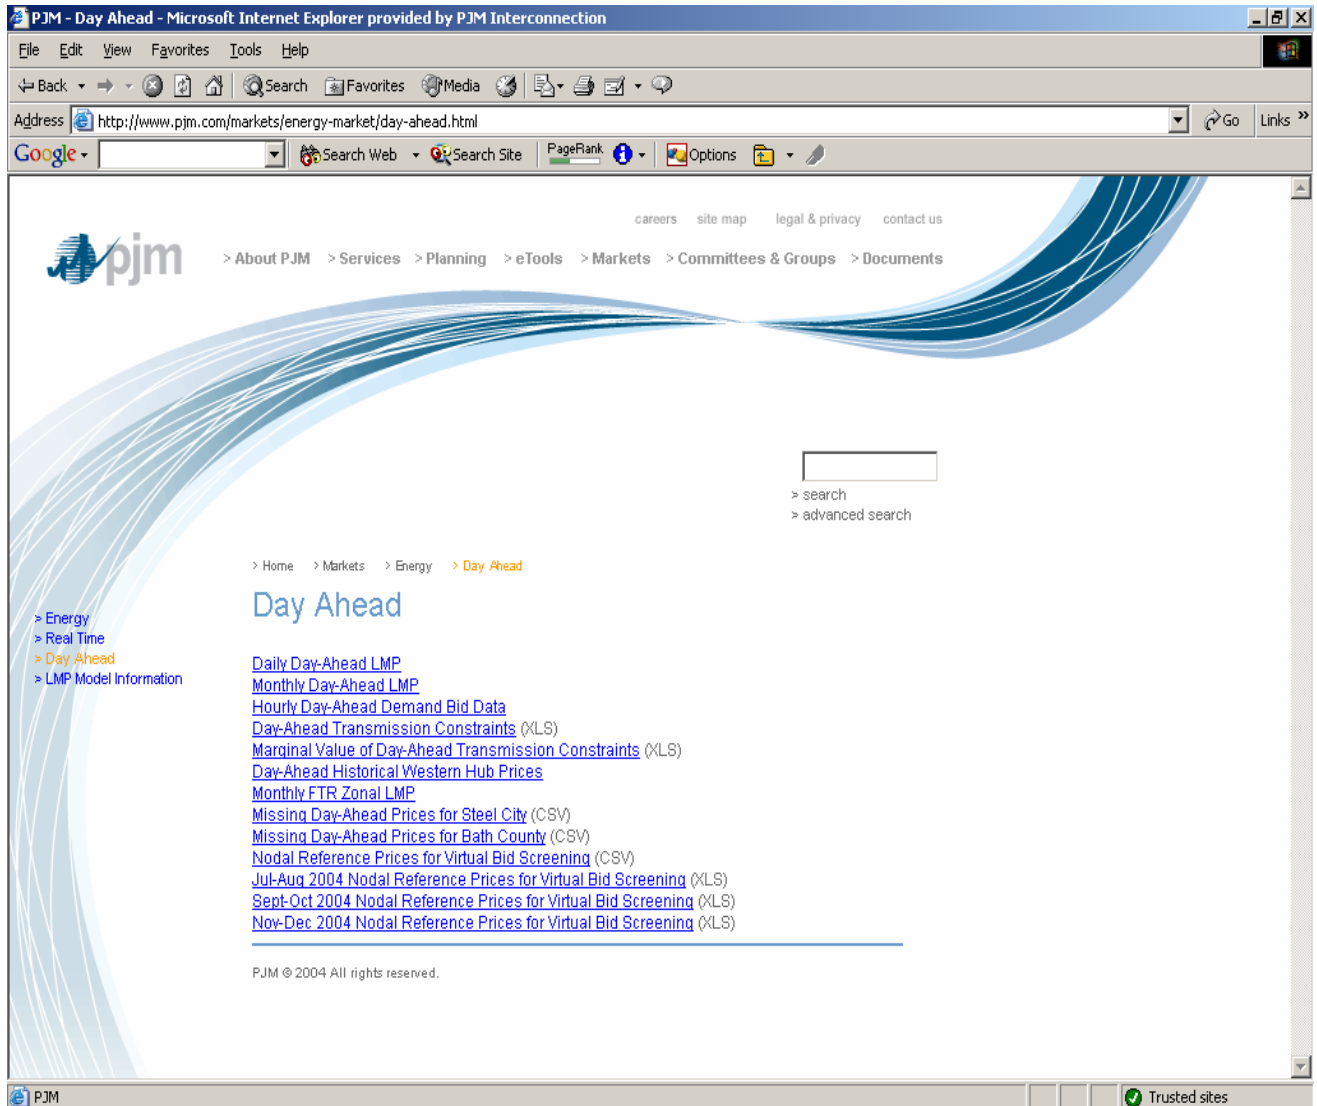 PJM - Day Ahead - Microsoft Internet Explorer provided by PJM Interconnection
File Edit View Favorites Tools Help
Back Search Favorites Media
Address http://www.pjm.com/markets/energy-market/day-ahead.html Go Links »
Google Search Web Search Site PageRank Options
careers site map legal & privacy contact us
pjm
> About PJM > Services > Planning > eTools > Markets > Committees & Groups > Documents
> search
> advanced search
> Home > Markets > Energy > Day Ahead
Day Ahead
> Energy
> Real Time
> Day Ahead
> LMP Model Information
Daily Day-Ahead LMP
Monthly Day-Ahead LMP
Hourly Day-Ahead Demand Bid Data
Day-Ahead Transmission Constraints (XLS)
Marginal Value of Day-Ahead Transmission Constraints (XLS)
Day-Ahead Historical Western Hub Prices
Monthly FTR Zonal LMP
Missing Day-Ahead Prices for Steel City (CSV)
Missing Day-Ahead Prices for Bath County (CSV)
Nodal Reference Prices for Virtual Bid Screening (CSV)
Jul-Aug 2004 Nodal Reference Prices for Virtual Bid Screening (XLS)
Sept-Oct 2004 Nodal Reference Prices for Virtual Bid Screening (XLS)
Nov-Dec 2004 Nodal Reference Prices for Virtual Bid Screening (XLS)
PJM © 2004 All rights reserved.
PJM Trusted sites